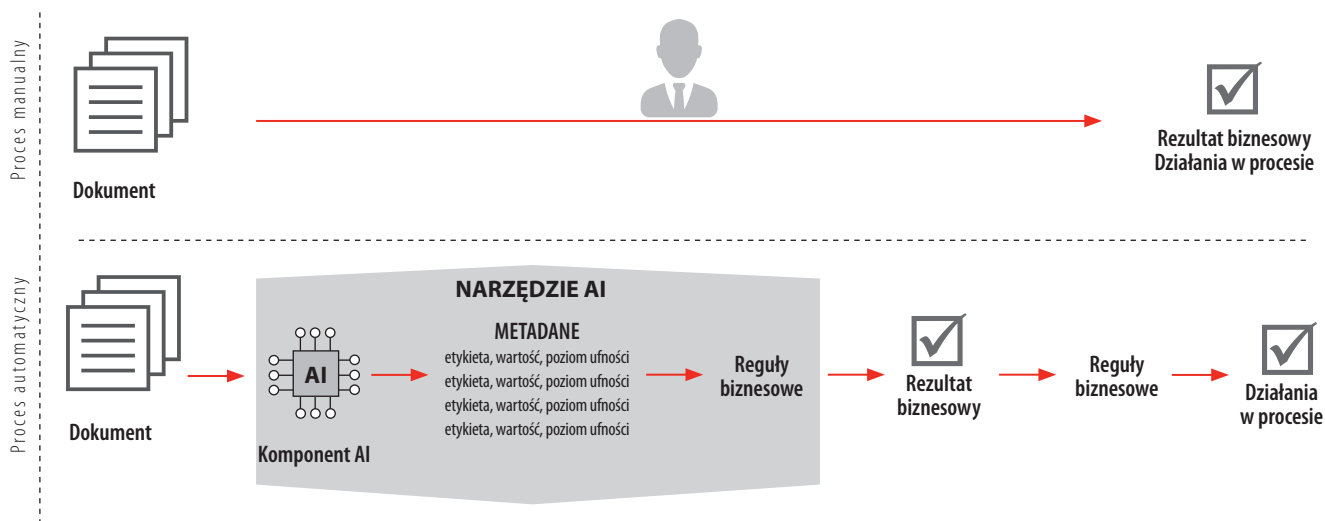 Proces manualny
Dokument
Rezultat biznesowy
Działania w procesie
Proces automatyczny
Dokument
NARZĘDZIE AI
AI
Komponent AI
METADANE
etykieta, wartość, poziom ufności
etykieta, wartość, poziom ufności
etykieta, wartość, poziom ufności
etykieta, wartość, poziom ufności
Reguły
biznesowe
Rezultat
biznesowy
Reguły
biznesowe
Działania
w procesie